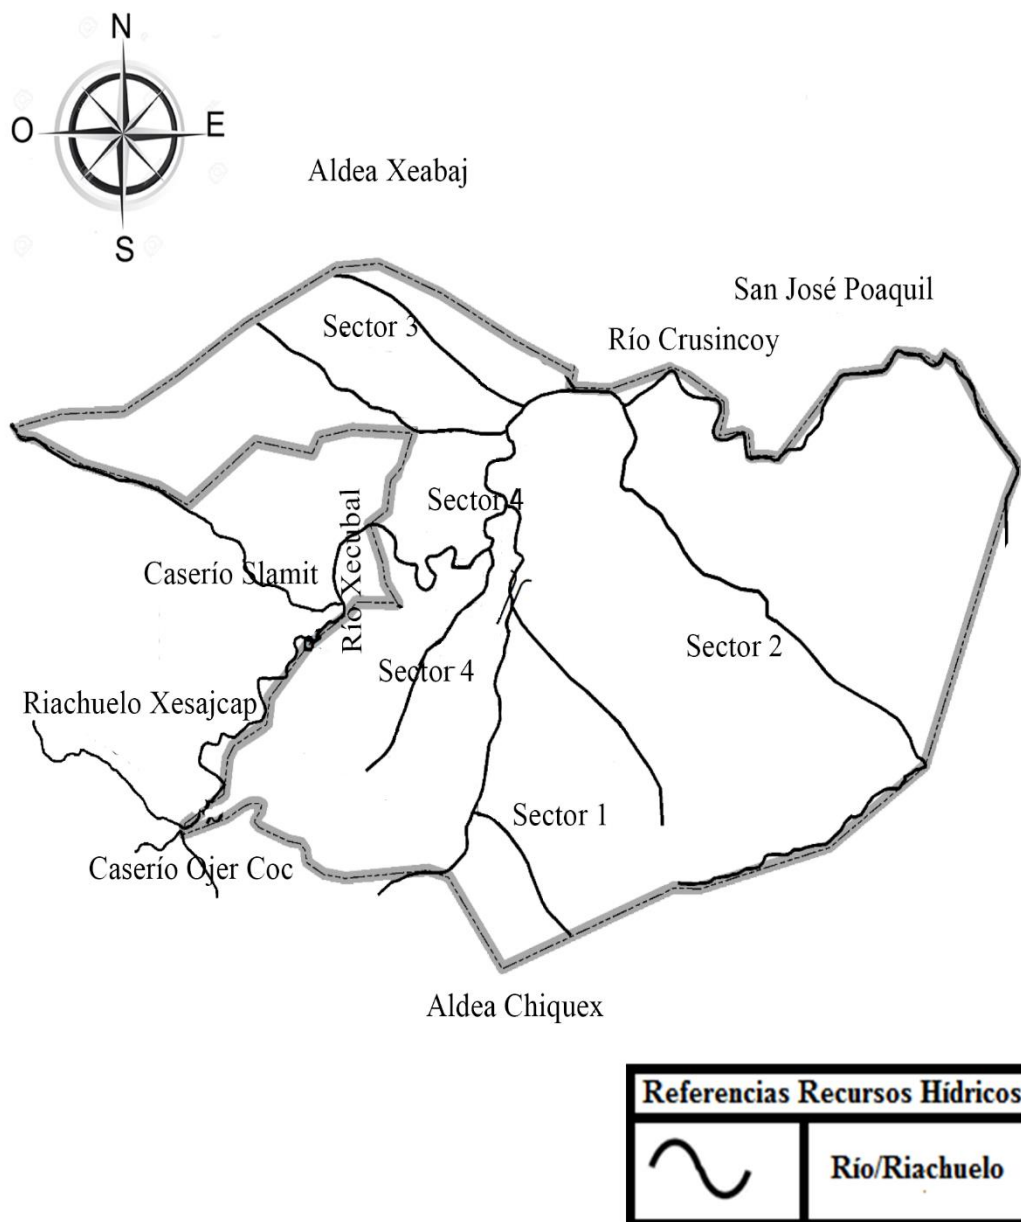 N
O
E
S
Aldea Xeabaj
San José Poaquil
Sector 3
Río Crusincoy
Sector 4
Río Xecubal
Caserío Slamit
Sector 2
Sector 4
Riachuelo Xesajcap
Sector 1
Caserío Ojer Coc
Aldea Chiquex
Referencias Recursos Hídricos
Río/Riachuelo